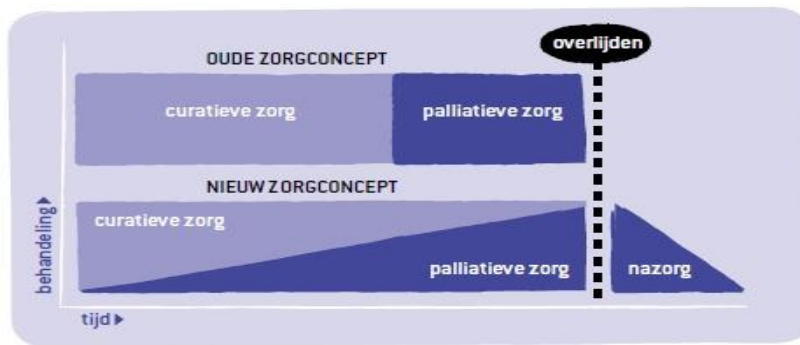 overlijden
OUDE ZORGCONCEPT
curatieve zorg palliatieve zorg
NIEUW ZORGCONCEPT
curatieve zorg
palliatieve zorg nazorg
behandeling
tijd